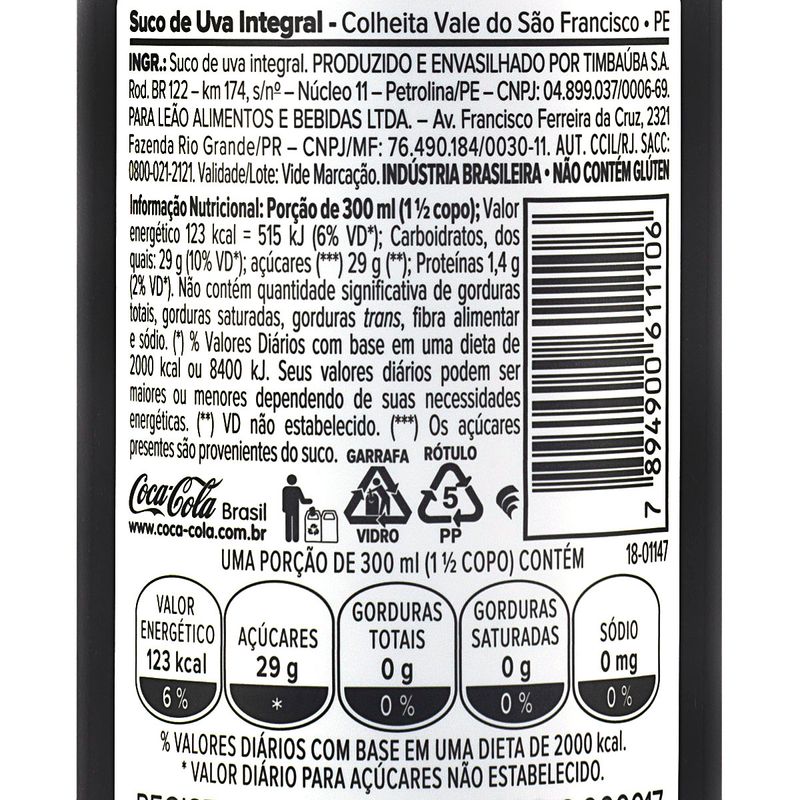 Suco de Uva Integral - Colheita Vale do São Francisco • PE
INGR.: Suco de uva integral. PRODUZIDO E ENVASILHADO POR TIMBAÚBA S.A.
Rod. BR 122 – km 174, s/nº – Núcleo 11 – Petrolina/PE – CNPJ: 04.899.037/0006-69.
PARA LEÃO ALIMENTOS E BEBIDAS LTDA. – Av. Francisco Ferreira da Cruz, 2321
Fazenda Rio Grande/PR – CNPJ/MF: 76.490.184/0030-11. AUT. CCIL/RJ. SACC:
0800-021-2121. Validade/Lote: Vide Marcação. INDÚSTRIA BRASILEIRA • NÃO CONTÉM GLÚTEN
Informação Nutricional: Porção de 300 ml (1 ½ copo); Valor
energético 123 kcal = 515 kJ (6% VD*); Carboidratos, dos
quais: 29 g (10% VD*); açúcares (***) 29 g (**); Proteínas 1,4 g
(2% VD*). Não contém quantidade significativa de gorduras
totais, gorduras saturadas, gorduras trans, fibra alimentar
e sódio. (*) % Valores Diários com base em uma dieta de
2000 kcal ou 8400 kJ. Seus valores diários podem ser
maiores ou menores dependendo de suas necessidades
energéticas. (**) VD não estabelecido. (***) Os açúcares
presentes são provenientes do suco.
7 894900 611106
GARRAFA RÓTULO
5
VIDRO PP
Coca-Cola Brasil
www.coca-cola.com.br
18-01147
UMA PORÇÃO DE 300 ml (1 ½ COPO) CONTÉM
VALOR ENERGÉTICO 123 kcal 6%
AÇÚCARES 29 g *
GORDURAS TOTAIS 0 g 0%
GORDURAS SATURADAS 0 g 0%
SÓDIO 0 mg 0%
% VALORES DIÁRIOS COM BASE EM UMA DIETA DE 2000 kcal.
* VALOR DIÁRIO PARA AÇÚCARES NÃO ESTABELECIDO.